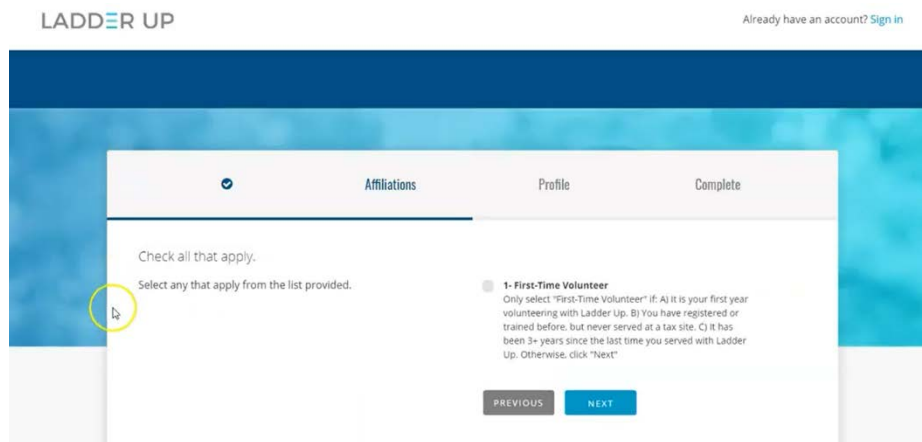 LADDER UP
Already have an account? Sign in
Affiliations
Profile
Complete
Check all that apply.
Select any that apply from the list provided.
1- First-Time Volunteer
Only select "First-Time Volunteer" if: A) It is your first year
volunteering with Ladder Up. B) You have registered or
trained before, but never served at a tax site. C) It has
been 3+ years since the last time you served with Ladder
Up. Otherwise, click "Next"
PREVIOUS
NEXT